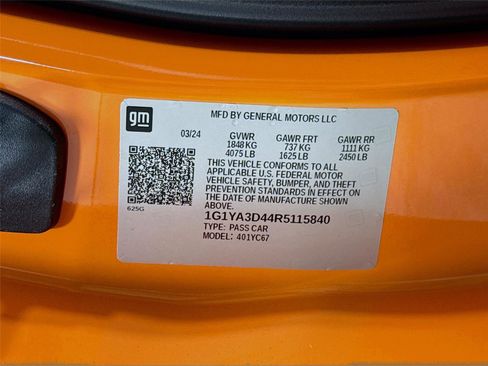 gm
MFD BY GENERAL MOTORS LLC
03/24 GVWR GAWR FRT GAWR RR
1848 KG 737 KG 1111 KG
4075 LB 1625 LB 2450 LB
THIS VEHICLE CONFORMS TO ALL
APPLICABLE U.S. FEDERAL MOTOR
VEHICLE SAFETY, BUMPER, AND THEFT
PREVENTION STANDARDS IN EFFECT ON
THE DATE OF MANUFACTURE SHOWN
ABOVE.
625G
1G1YA3D44R5115840
TYPE: PASS CAR
MODEL: 401YC67